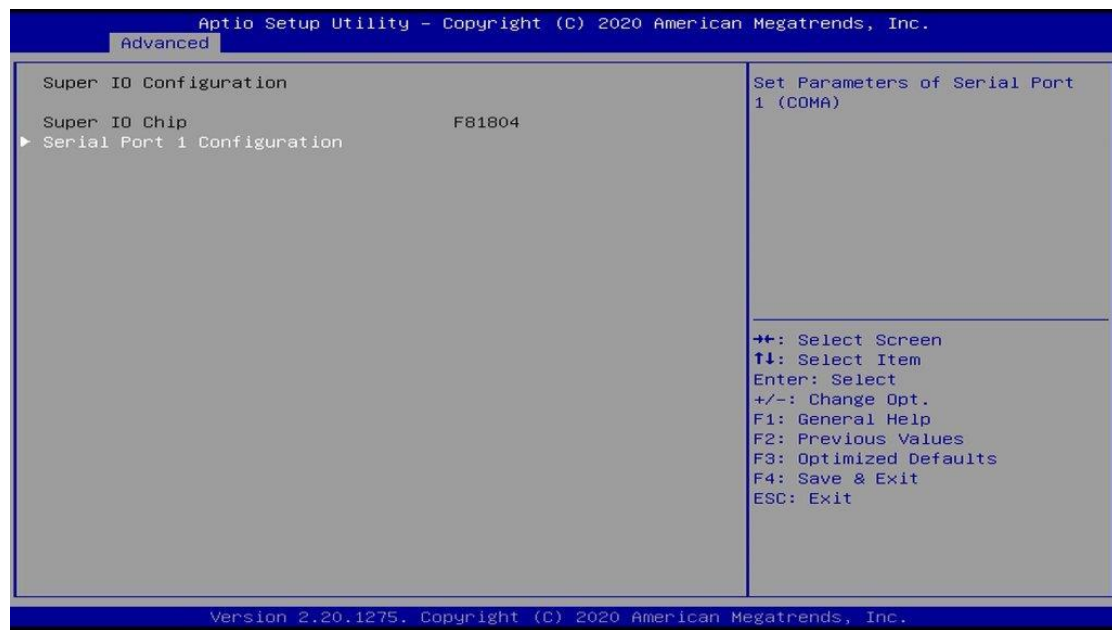 Aptio Setup Utility – Copyright (C) 2020 American Megatrends, Inc.
Advanced
Super IO Configuration
Super IO Chip F81804
▶ Serial Port 1 Configuration
Set Parameters of Serial Port
1 (COMA)
→←: Select Screen
↑↓: Select Item
Enter: Select
+/-: Change Opt.
F1: General Help
F2: Previous Values
F3: Optimized Defaults
F4: Save & Exit
ESC: Exit
Version 2.20.1275. Copyright (C) 2020 American Megatrends, Inc.